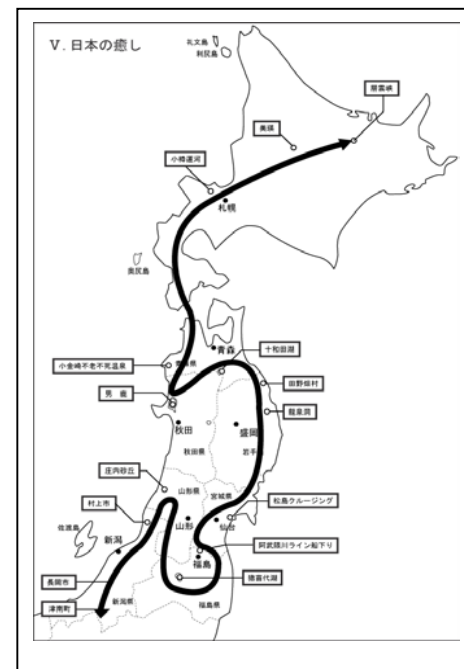 Ⅴ. 日本の癒し
礼文島
利尻島
層雲峡
美瑛
小樽運河
札幌
奥尻島
青森
十和田湖
小金崎不老不死温泉
田野畑村
男鹿
龍泉洞
秋田
盛岡
秋田県
岩手
庄内砂丘
山形県
宮城県
松島クルージング
村上市
山形
仙台
佐渡島
新潟
阿武隈川ライン船下り
福島
長岡市
猪苗代湖
新潟県
津南町
福島県